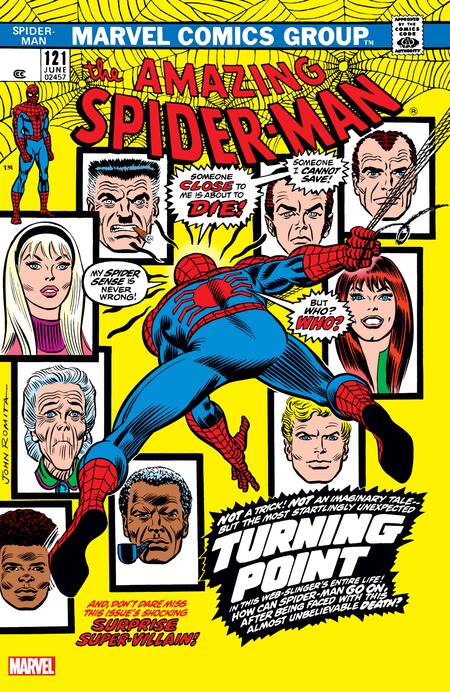 SPIDER-
MAN
MARVEL COMICS GROUP™
APPROVED
BY THE
COMICS
CODE
AUTHORITY
121
JUNE
02457
CC
™
the AMAZING
SPIDER-MAN
®
SOMEONE
CLOSE TO
ME IS ABOUT TO
DIE!
SOMEONE
I CANNOT
SAVE!
MY SPIDER
SENSE IS
NEVER
WRONG!
BUT
WHO?
WHO?
JOHN ROMITA
NOT A TRICK! NOT AN IMAGINARY TALE--
BUT THE MOST STARTLINGLY UNEXPECTED
TURNING
POINT
IN THIS WEB-SLINGER'S ENTIRE LIFE!
HOW CAN SPIDER-MAN GO ON,
AFTER BEING FACED WITH THIS
ALMOST UNBELIEVABLE DEATH?
AND, DON'T DARE MISS
THIS ISSUE'S SHOCKING
SURPRISE
SUPER-VILLAIN!
MARVEL